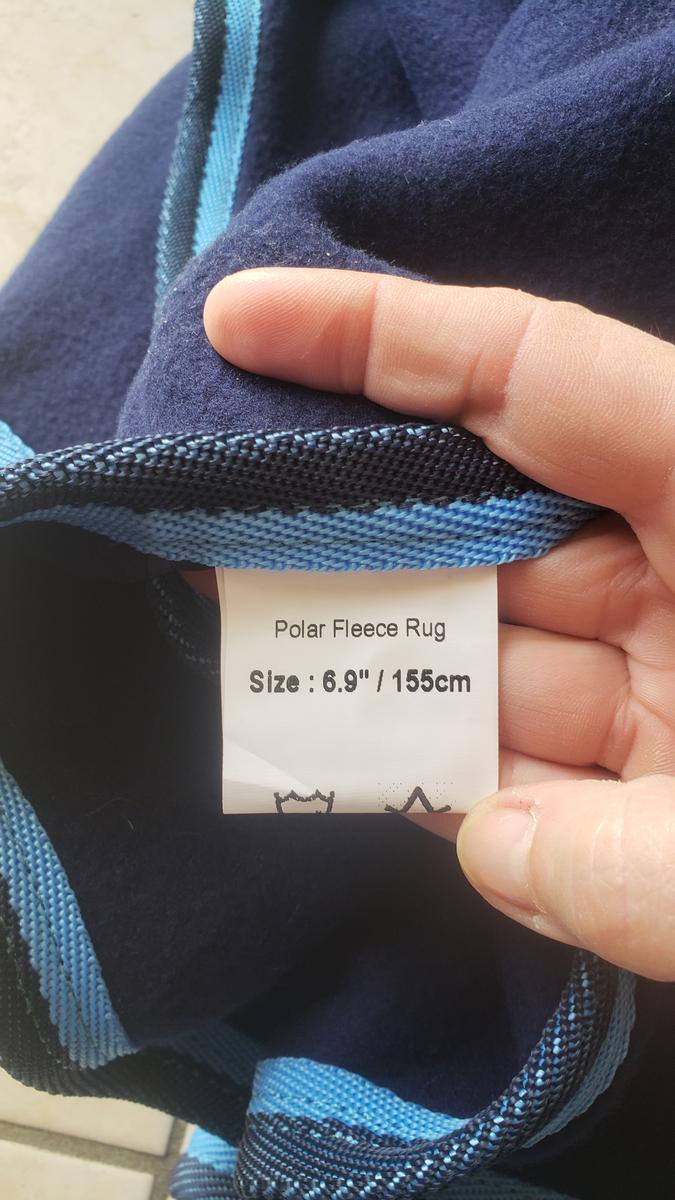 Polar Fleece Rug
Size : 6.9" / 155cm